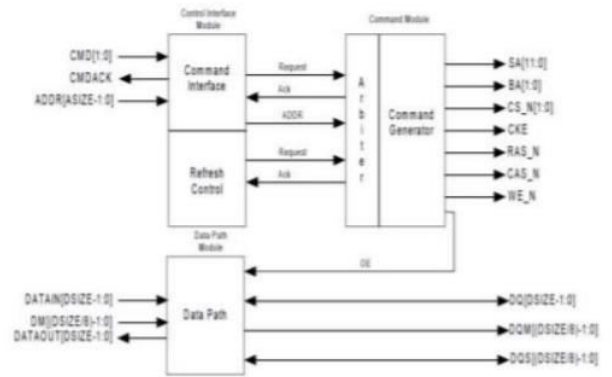 Control Interface
Module
Command Module
CMD[1:0]
CMDACK
ADDR[ASIZE-1:0]
Command
Interface
Request
Ack
ADDR
Refresh
Control
Request
Ack
Arbiter
Command
Generator
SA[11:0]
BA[1:0]
CS_N[1:0]
CKE
RAS_N
CAS_N
WE_N
Data Path
Module
OE
DATAIN[DSIZE-1:0]
DM[(DSIZE/8)-1:0]
DATAOUT[DSIZE-1:0]
Data Path
DQ[DSIZE-1:0]
DQM[(DSIZE/8)-1:0]
DQS[(DSIZE/8)-1:0]